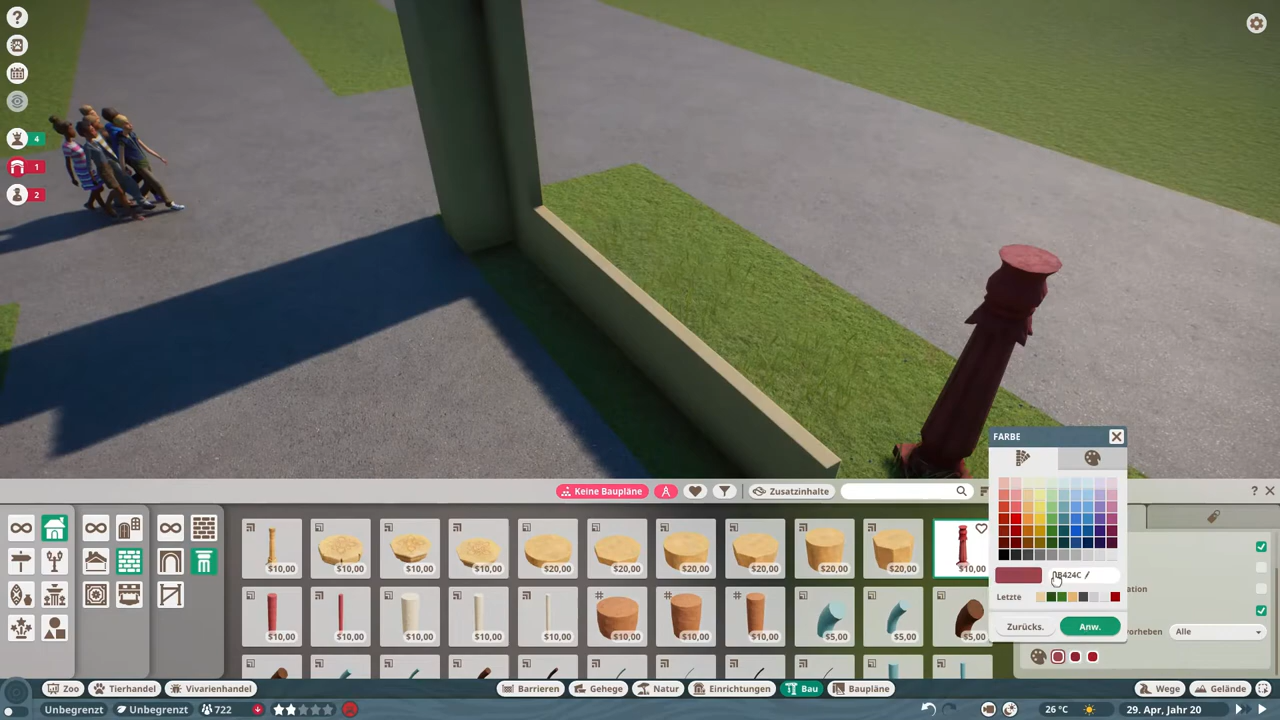 ?
4
1
2
FARBE
Letzte
Zurücks. Anw.
Keine Baupläne
Zusatzinhalte
?
$10,00 $10,00 $10,00 $10,00 $10,00 $10,00 $20,00 $20,00 $20,00 $20,00 $10,00
$10,00 $10,00 $10,00 $10,00 $10,00 $10,00 $10,00 $10,00 $5,00 $5,00 $5,00
Alle
Zoo Tierhandel Vivarienhandel Barrieren Gehege Natur Einrichtungen Bau Baupläne Wege Gelände
Unbegrenzt Unbegrenzt 722 26 °C 29. Apr, Jahr 20